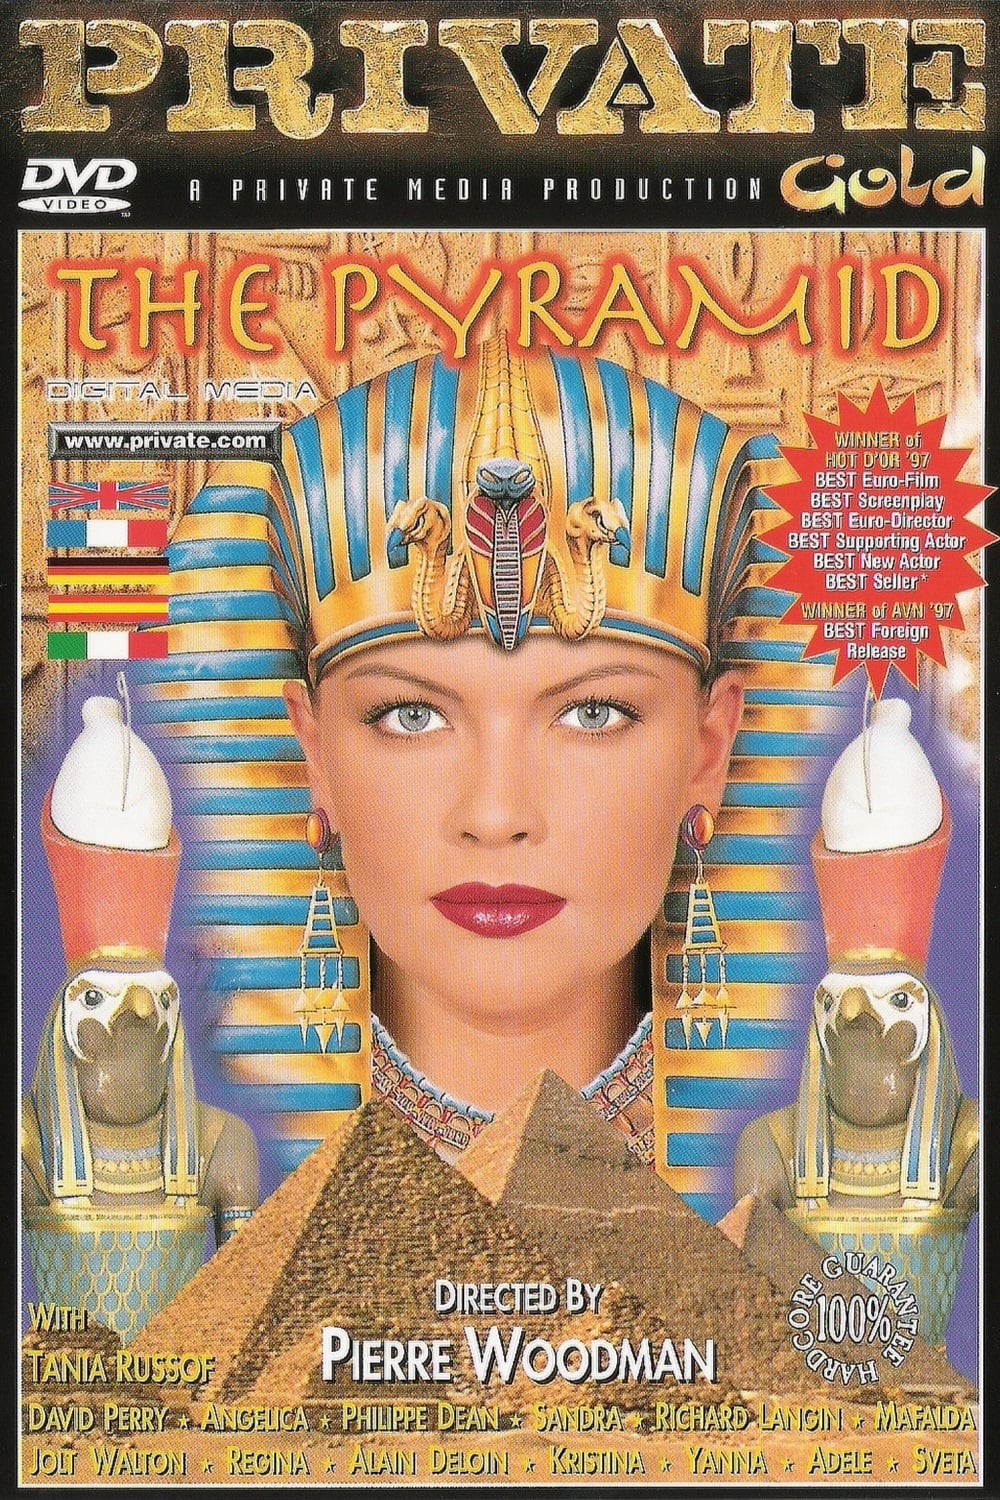 PRIVATE
DVD
VIDEO
A PRIVATE MEDIA PRODUCTION
Gold
THE PYRAMID
DIGITAL MEDIA
www.private.com
WINNER of
HOT D'OR '97
BEST Euro-Film
BEST Screenplay
BEST Euro-Director
BEST Supporting Actor
BEST New Actor
BEST Seller*
WINNER of AVN '97
BEST Foreign
Release
DIRECTED BY
PIERRE WOODMAN
HARDCORE GUARANTEE
100%
WITH
TANIA RUSSOF
DAVID PERRY ★ ANGELICA ★ PHILIPPE DEAN ★ SANDRA ★ RICHARD LANGIN ★ MAFALDA
JOLT WALTON ★ REGINA ★ ALAIN DELOIN ★ KRISTINA ★ YANNA ★ ADELE ★ SVETA